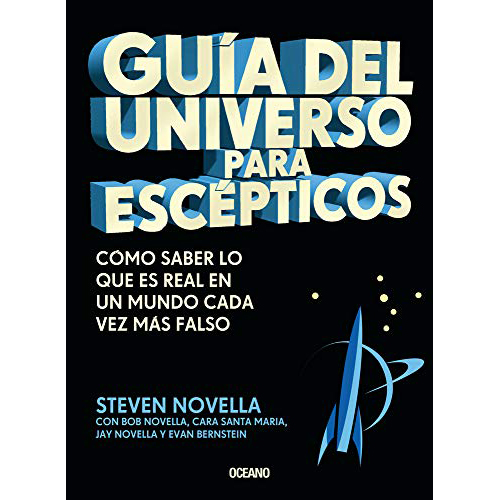 GUÍA DEL
UNIVERSO
PARA
ESCÉPTICOS
CÓMO SABER LO
QUE ES REAL EN
UN MUNDO CADA
VEZ MÁS FALSO
STEVEN NOVELLA
CON BOB NOVELLA, CARA SANTA MARIA,
JAY NOVELLA Y EVAN BERNSTEIN
OCEANO